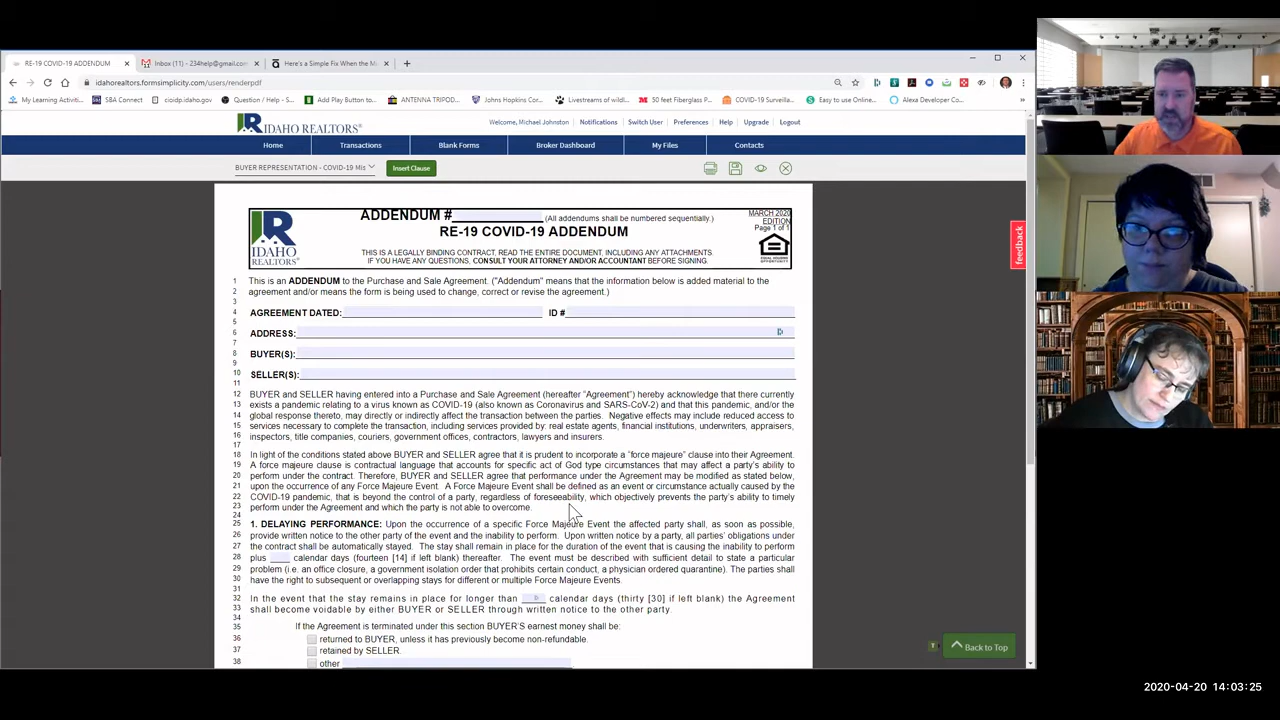 RE-19 COVID-19 ADDENDUM
Inbox (11) - 234help@gmail.com
Here's a Simple Fix When the M
idahorealtors.formsimplicity.com/users/renderpdf
My Learning Activiti...
SBA Connect
cioidp.idaho.gov
Question / Help - S...
Add Play Button to...
ANTENNA TRIPOD...
Johns Hopkins Cor...
Livestreams of wildl...
50 feet Fiberglass P...
COVID-19 Surveilla...
Easy to use Online...
Alexa Developer Co...
IDAHO REALTORS
Welcome, Michael Johnston
Notifications
Switch User
Preferences
Help
Upgrade
Logout
Home
Transactions
Blank Forms
Broker Dashboard
My Files
Contacts
BUYER REPRESENTATION - COVID-19 Mis
Insert Clause
feedback
IDAHO
REALTORS
ADDENDUM # (All addendums shall be numbered sequentially.)
RE-19 COVID-19 ADDENDUM
MARCH 2020
EDITION
Page 1 of 1
THIS IS A LEGALLY BINDING CONTRACT, READ THE ENTIRE DOCUMENT, INCLUDING ANY ATTACHMENTS.
IF YOU HAVE ANY QUESTIONS, CONSULT YOUR ATTORNEY AND/OR ACCOUNTANT BEFORE SIGNING.
EQUAL HOUSING
OPPORTUNITY
1 This is an ADDENDUM to the Purchase and Sale Agreement. ("Addendum" means that the information below is added material to the
2 agreement and/or means the form is being used to change, correct or revise the agreement.)
3
4 AGREEMENT DATED: ID #
5
6 ADDRESS:
7
8 BUYER(S):
9
10 SELLER(S):
11
12 BUYER and SELLER having entered into a Purchase and Sale Agreement (hereafter "Agreement") hereby acknowledge that there currently
13 exists a pandemic relating to a virus known as COVID-19 (also known as Coronavirus and SARS-CoV-2) and that this pandemic, and/or the
14 global response thereto, may directly or indirectly affect the transaction between the parties. Negative effects may include reduced access to
15 services necessary to complete the transaction, including services provided by: real estate agents, financial institutions, underwriters, appraisers,
16 inspectors, title companies, couriers, government offices, contractors, lawyers and insurers.
17
18 In light of the conditions stated above BUYER and SELLER agree that it is prudent to incorporate a "force majeure" clause into their Agreement.
19 A force majeure clause is contractual language that accounts for specific act of God type circumstances that may affect a party's ability to
20 perform under the contract. Therefore, BUYER and SELLER agree that performance under the Agreement may be modified as stated below,
21 upon the occurrence of any Force Majeure Event. A Force Majeure Event shall be defined as an event or circumstance actually caused by the
22 COVID-19 pandemic, that is beyond the control of a party, regardless of foreseeability, which objectively prevents the party's ability to timely
23 perform under the Agreement and which the party is not able to overcome.
25 1. DELAYING PERFORMANCE: Upon the occurrence of a specific Force Majeure Event the affected party shall, as soon as possible,
26 provide written notice to the other party of the event and the inability to perform. Upon written notice by a party, all parties' obligations under
27 the contract shall be automatically stayed. The stay shall remain in place for the duration of the event that is causing the inability to perform
28 plus calendar days (fourteen [14] if left blank) thereafter. The event must be described with sufficient detail to state a particular
29 problem (i.e. an office closure, a government isolation order that prohibits certain conduct, a physician ordered quarantine). The parties shall
30 have the right to subsequent or overlapping stays for different or multiple Force Majeure Events.
31
32 In the event that the stay remains in place for longer than calendar days (thirty [30] if left blank) the Agreement
33 shall become voidable by either BUYER or SELLER through written notice to the other party.
34
35 If the Agreement is terminated under this section BUYER'S earnest money shall be:
36 returned to BUYER, unless it has previously become non-refundable.
37 retained by SELLER.
38 other
Back to Top
2020-04-20 14:03:25